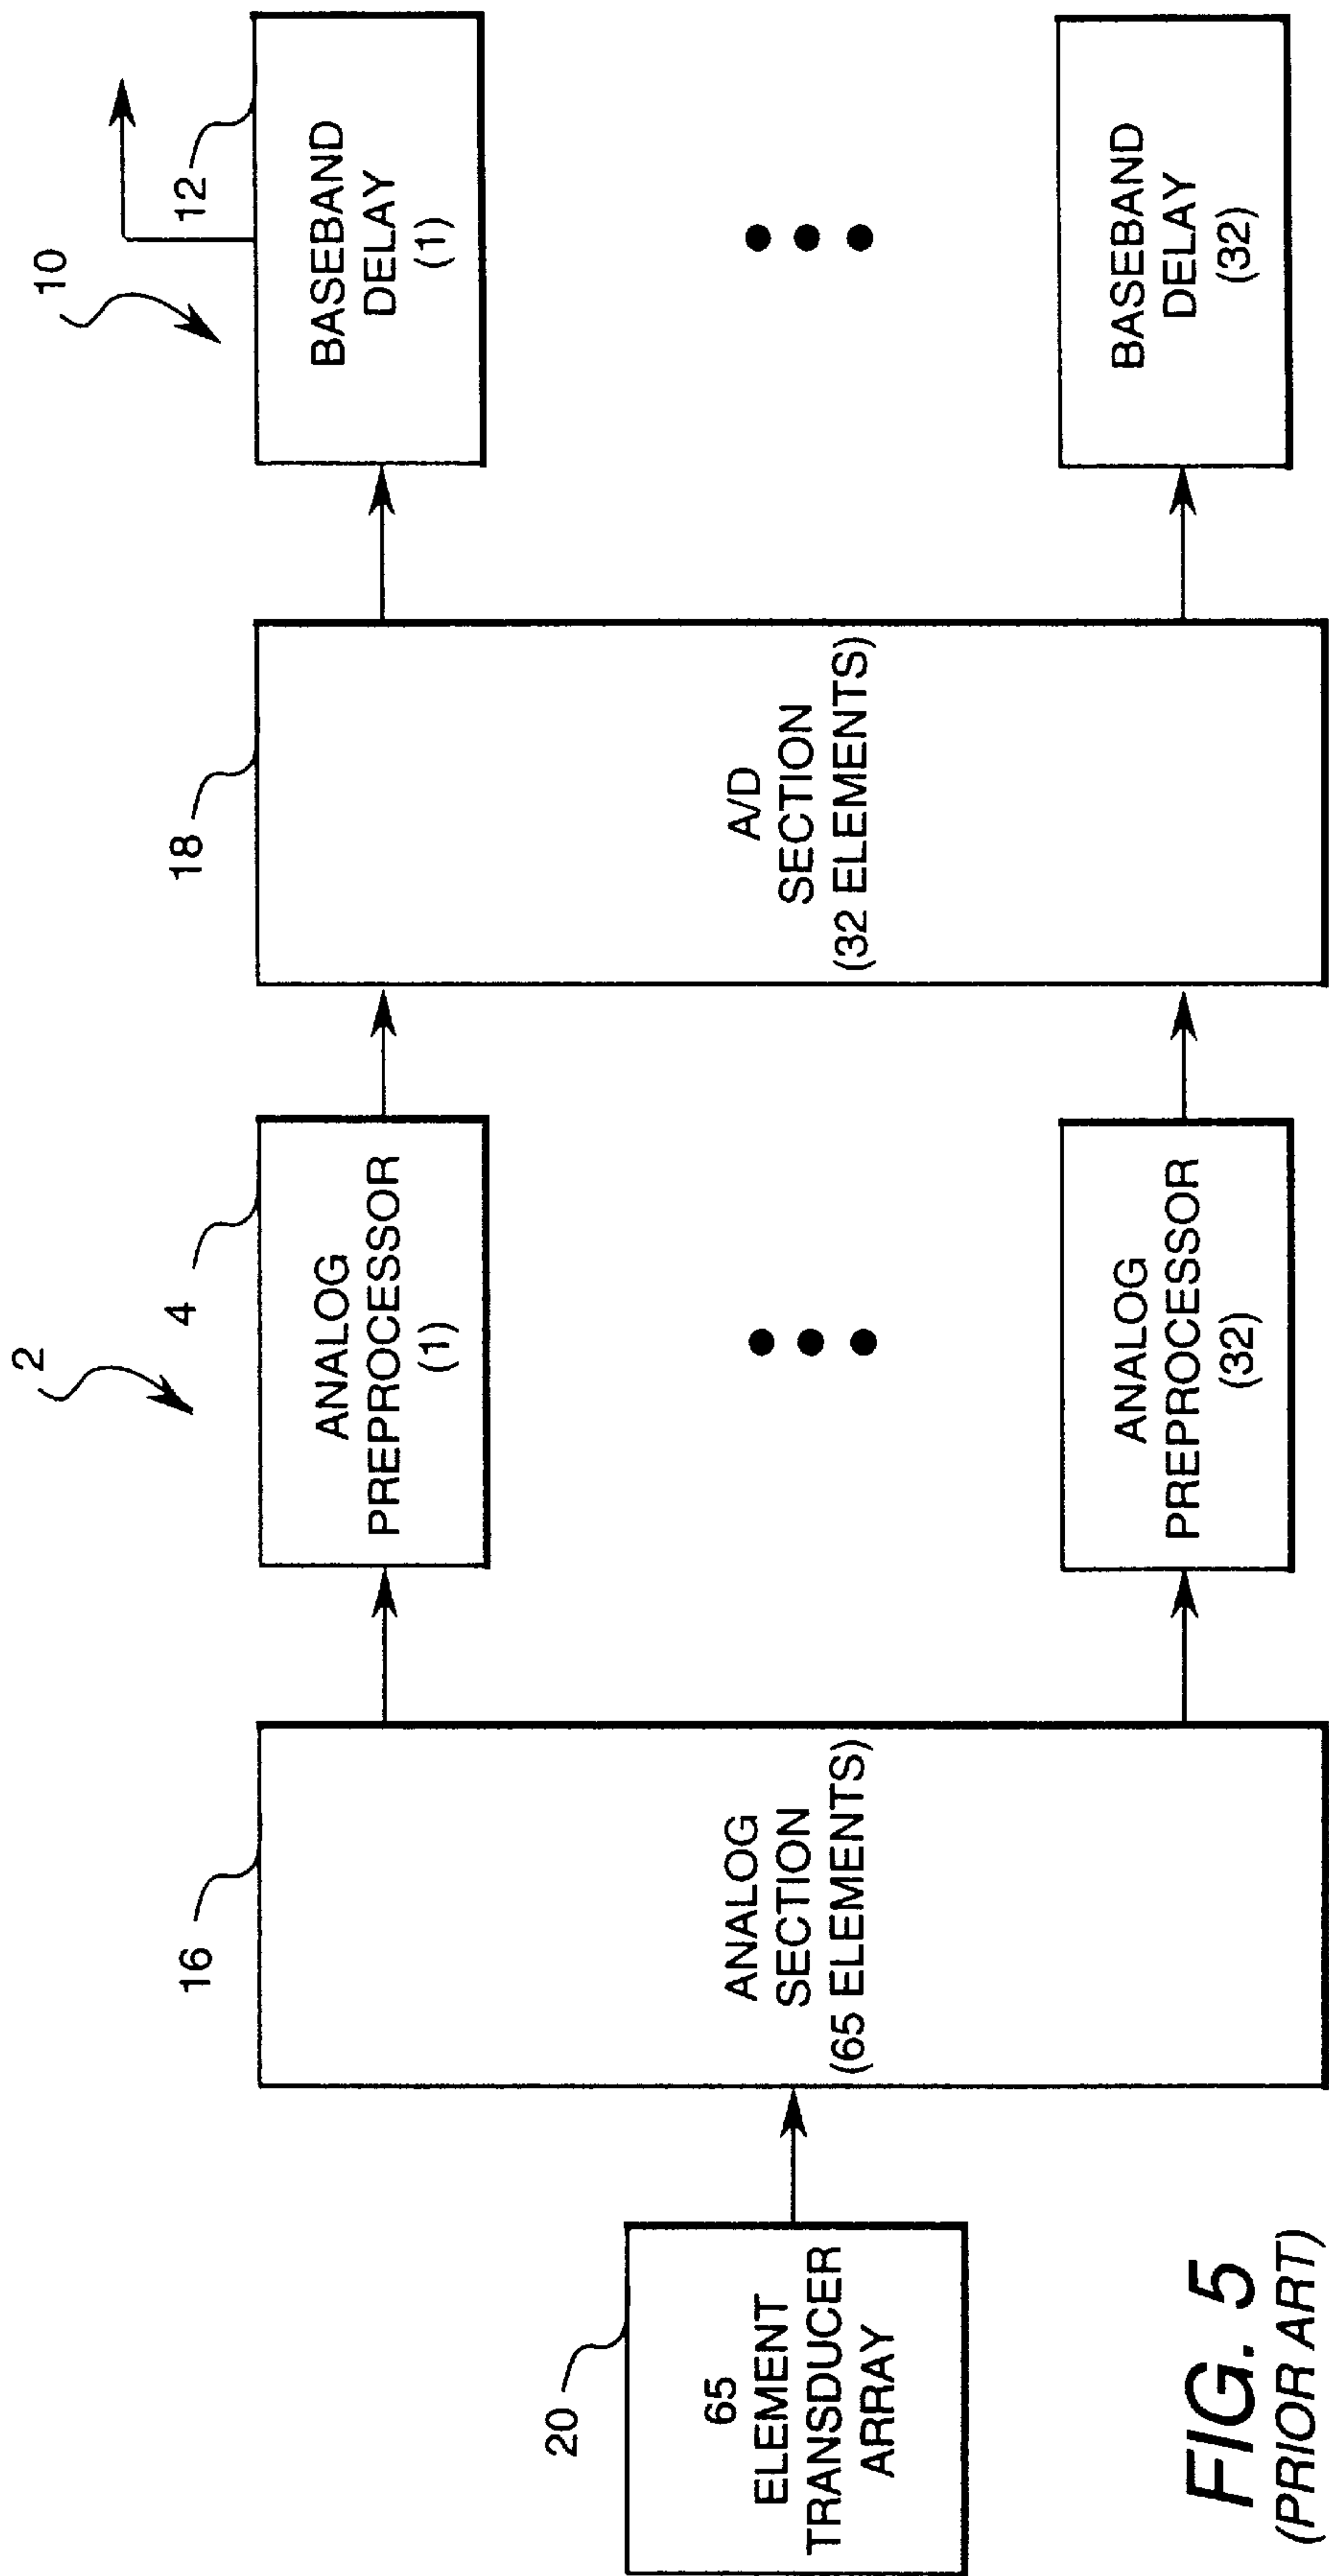 20
65
ELEMENT
TRANSDUCER
ARRAY
16
ANALOG
SECTION
(65 ELEMENTS)
2
4
ANALOG
PREPROCESSOR
(1)
ANALOG
PREPROCESSOR
(32)
18
A/D
SECTION
(32 ELEMENTS)
10
12
BASEBAND
DELAY
(1)
BASEBAND
DELAY
(32)
FIG. 5
(PRIOR ART)